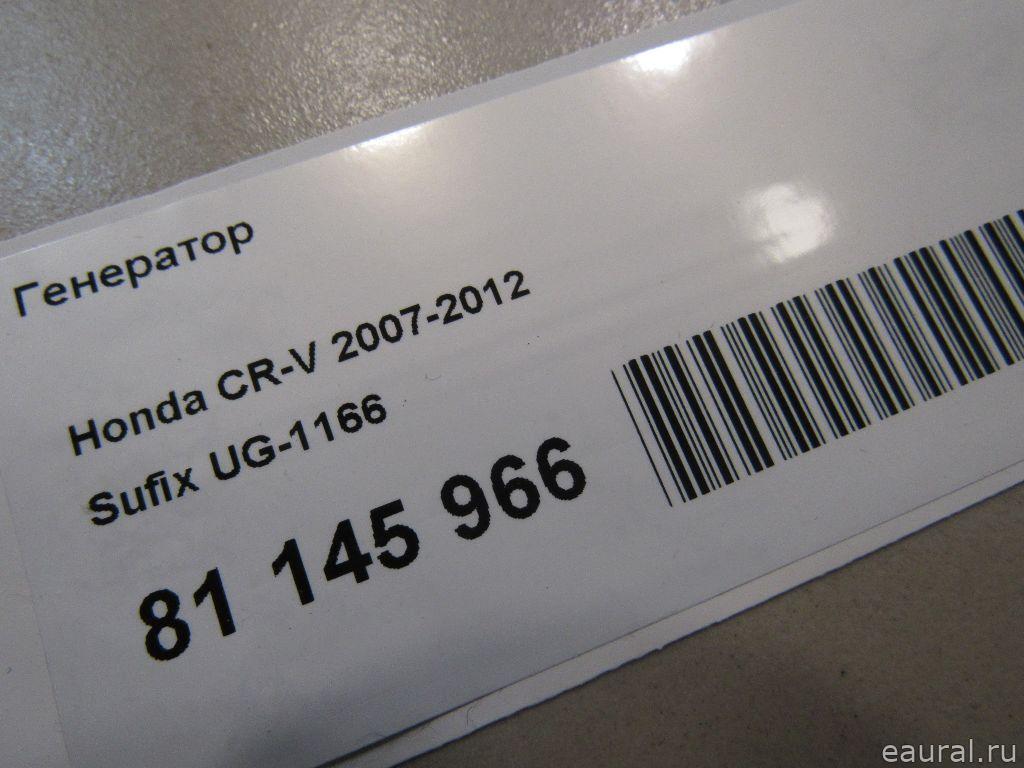 Генератор
Honda CR-V 2007-2012
Sufix UG-1166
81 145 966
eaural.ru